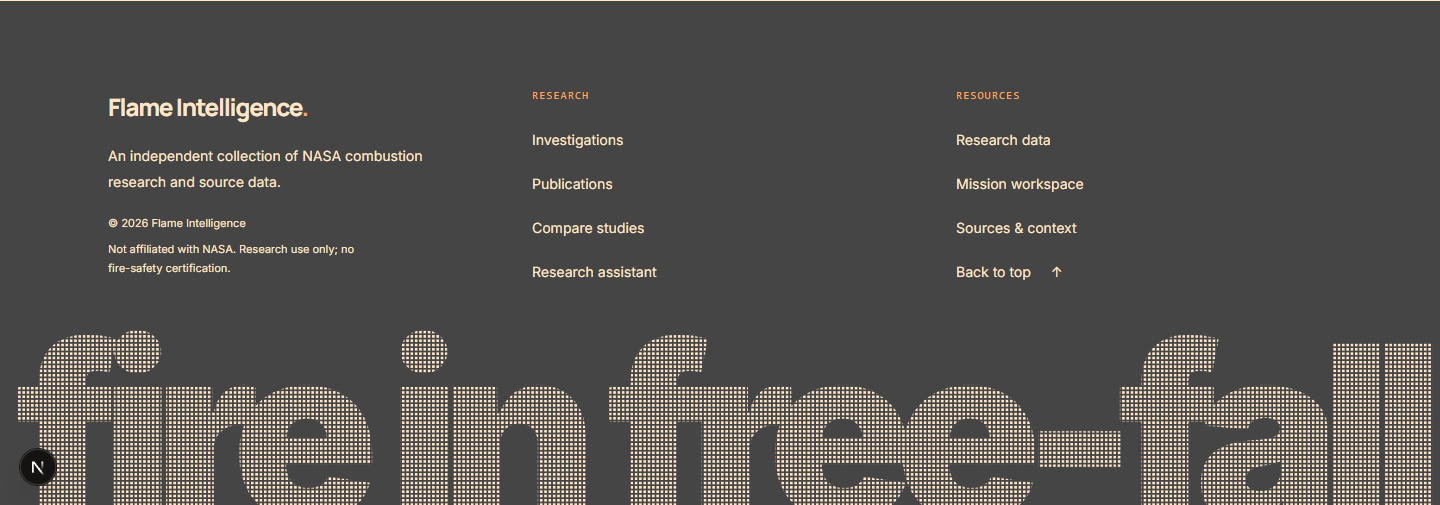 Flame Intelligence.
An independent collection of NASA combustion
research and source data.
© 2026 Flame Intelligence
Not affiliated with NASA. Research use only; no
fire-safety certification.
RESEARCH
Investigations
Publications
Compare studies
Research assistant
RESOURCES
Research data
Mission workspace
Sources & context
Back to top ↑
fire in free-fall
N